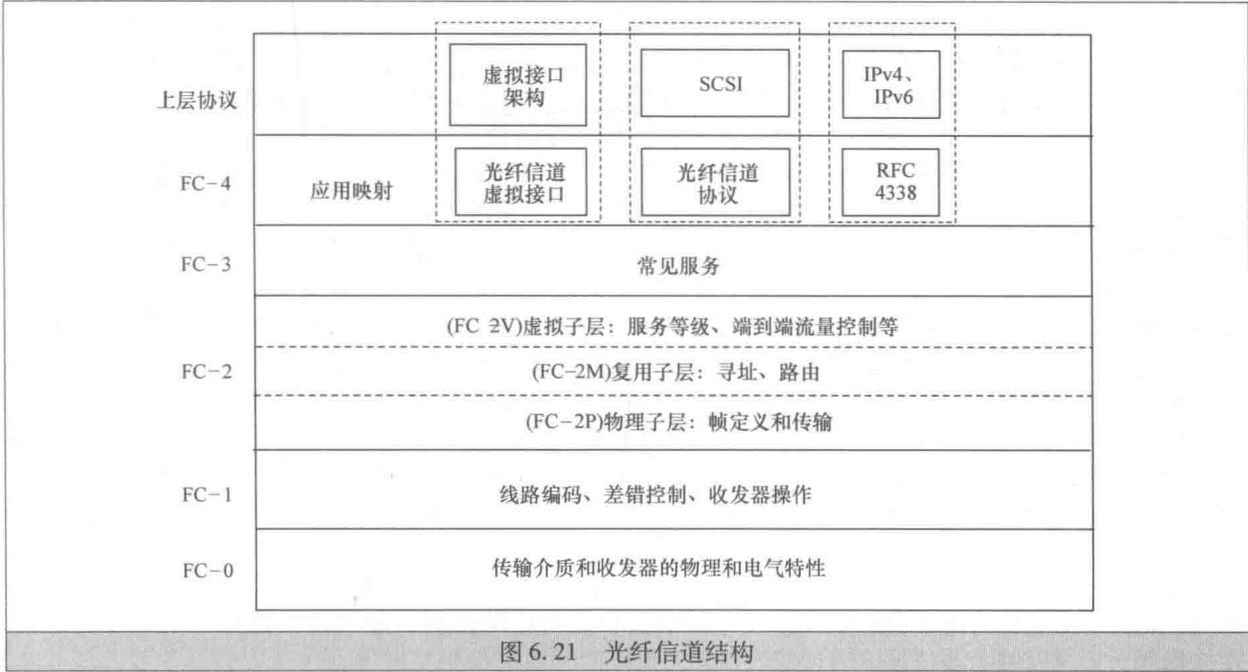 虚拟接口
架构
SCSI
IPv4、
IPv6
上层协议
FC-4
应用映射
光纤信道
虚拟接口
光纤信道
协议
RFC
4338
FC-3
常见服务
(FC 2V)虚拟子层：服务等级、端到端流量控制等
FC-2
(FC-2M)复用子层：寻址、路由
(FC-2P)物理子层：帧定义和传输
FC-1
线路编码、差错控制、收发器操作
FC-0
传输介质和收发器的物理和电气特性
图 6.21 光纤信道结构